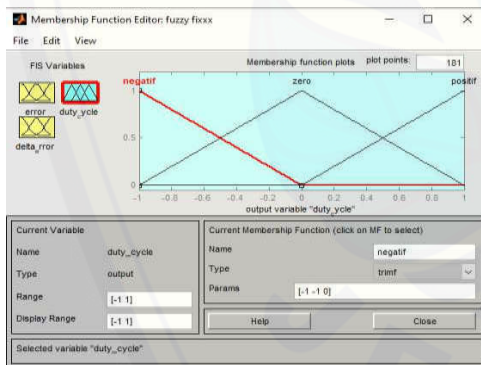 Membership Function Editor: fuzzy fixxx
File Edit View
FIS Variables
Membership function plots plot points: 181
error duty_cycle
delta_error
negatif zero positif
1
0.5
0
-1 -0.8 -0.6 -0.4 -0.2 0 0.2 0.4 0.6 0.8 1
output variable "duty_cycle"
Current Variable
Name duty_cycle
Type output
Range [-1 1]
Display Range [-1 1]
Current Membership Function (click on MF to select)
Name negatif
Type trimf
Params [-1 -1 0]
Help Close
Selected variable "duty_cycle"